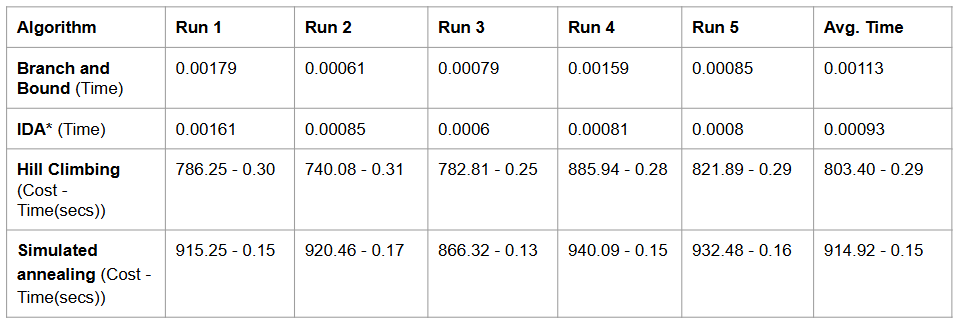 Algorithm Run 1 Run 2 Run 3 Run 4 Run 5 Avg. Time
Branch and
Bound (Time) 0.00179 0.00061 0.00079 0.00159 0.00085 0.00113
IDA* (Time) 0.00161 0.00085 0.0006 0.00081 0.0008 0.00093
Hill Climbing 786.25 - 0.30 740.08 - 0.31 782.81 - 0.25 885.94 - 0.28 821.89 - 0.29 803.40 - 0.29
(Cost -
Time(secs))
Simulated 915.25 - 0.15 920.46 - 0.17 866.32 - 0.13 940.09 - 0.15 932.48 - 0.16 914.92 - 0.15
annealing (Cost -
Time(secs))